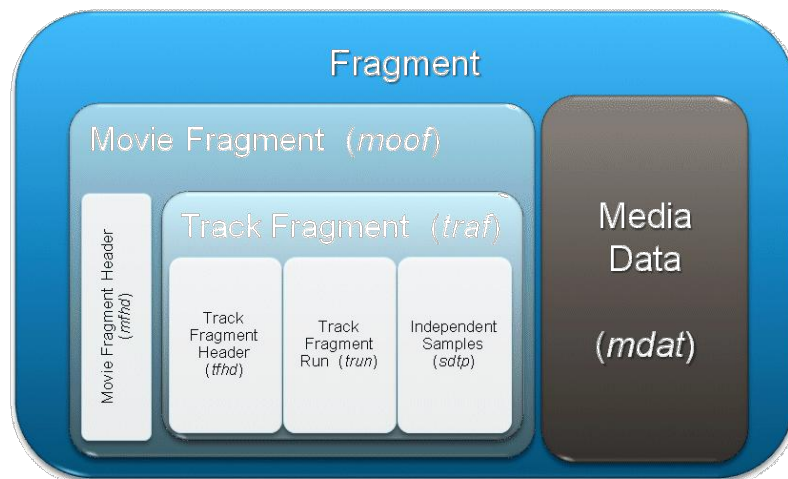 Fragment
Movie Fragment (moof)
Movie Fragment Header
(mfhd)
Track Fragment (traf)
Track
Fragment
Header
(tfhd)
Track
Fragment
Run (trun)
Independent
Samples
(sdtp)
Media
Data
(mdat)